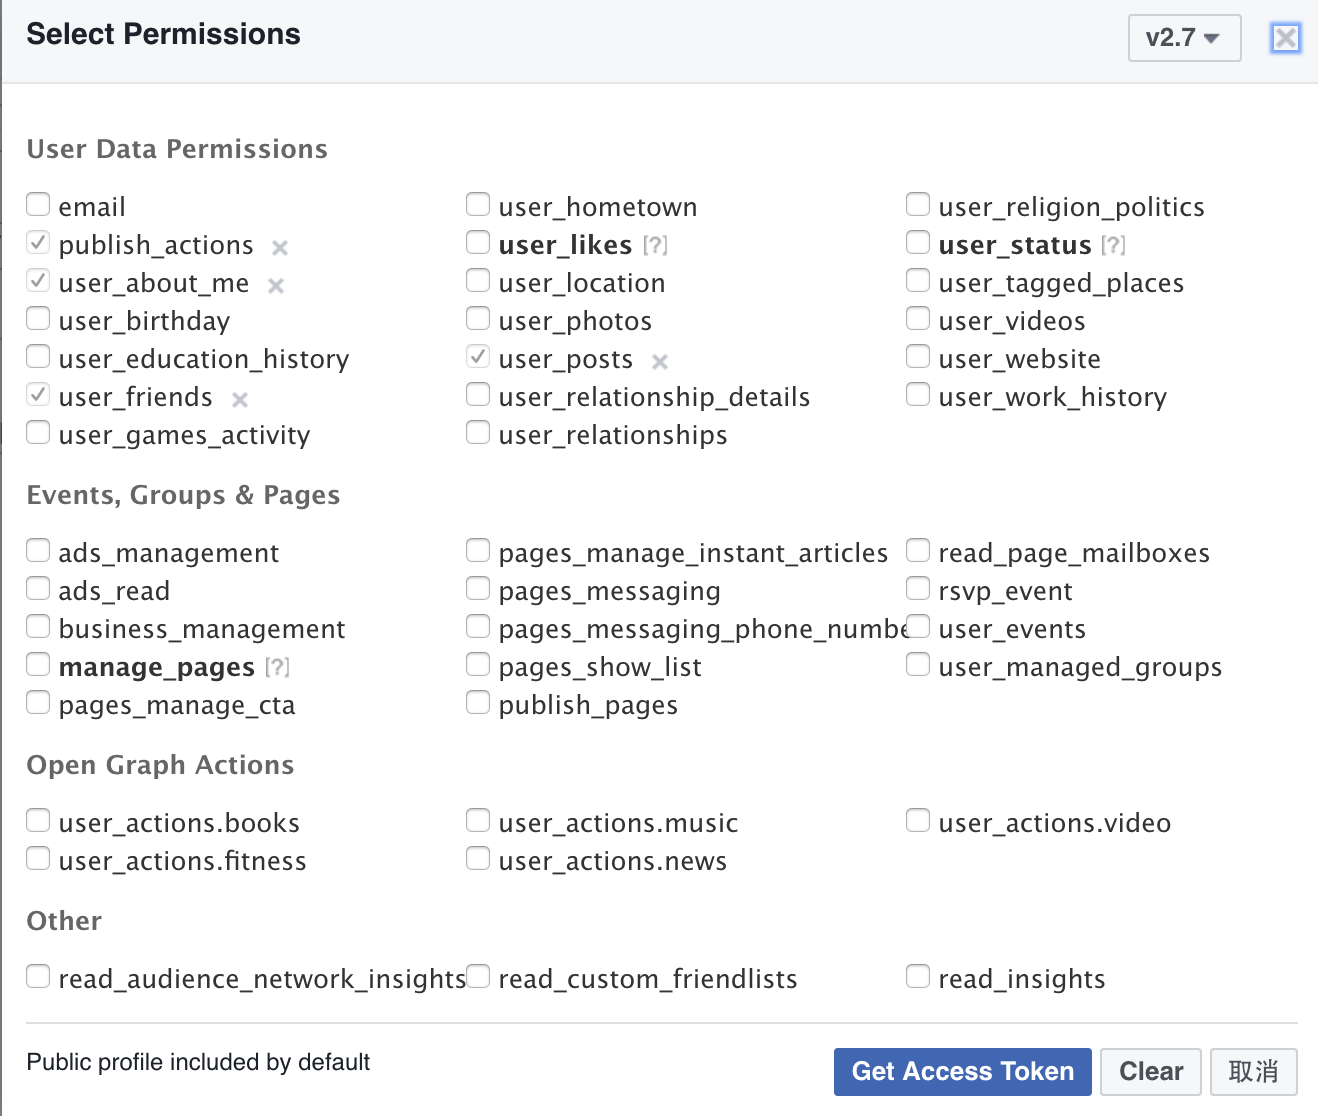 Select Permissions
v2.7
User Data Permissions
email
publish_actions
user_about_me
user_birthday
user_education_history
user_friends
user_games_activity
user_hometown
user_likes [?]
user_location
user_photos
user_posts
user_relationship_details
user_relationships
user_religion_politics
user_status [?]
user_tagged_places
user_videos
user_website
user_work_history
Events, Groups & Pages
ads_management
ads_read
business_management
manage_pages [?]
pages_manage_cta
pages_manage_instant_articles
pages_messaging
pages_messaging_phone_numbe
pages_show_list
publish_pages
read_page_mailboxes
rsvp_event
user_events
user_managed_groups
Open Graph Actions
user_actions.books
user_actions.fitness
user_actions.music
user_actions.news
user_actions.video
Other
read_audience_network_insights
read_custom_friendlists
read_insights
Public profile included by default
Get Access Token
Clear
取消